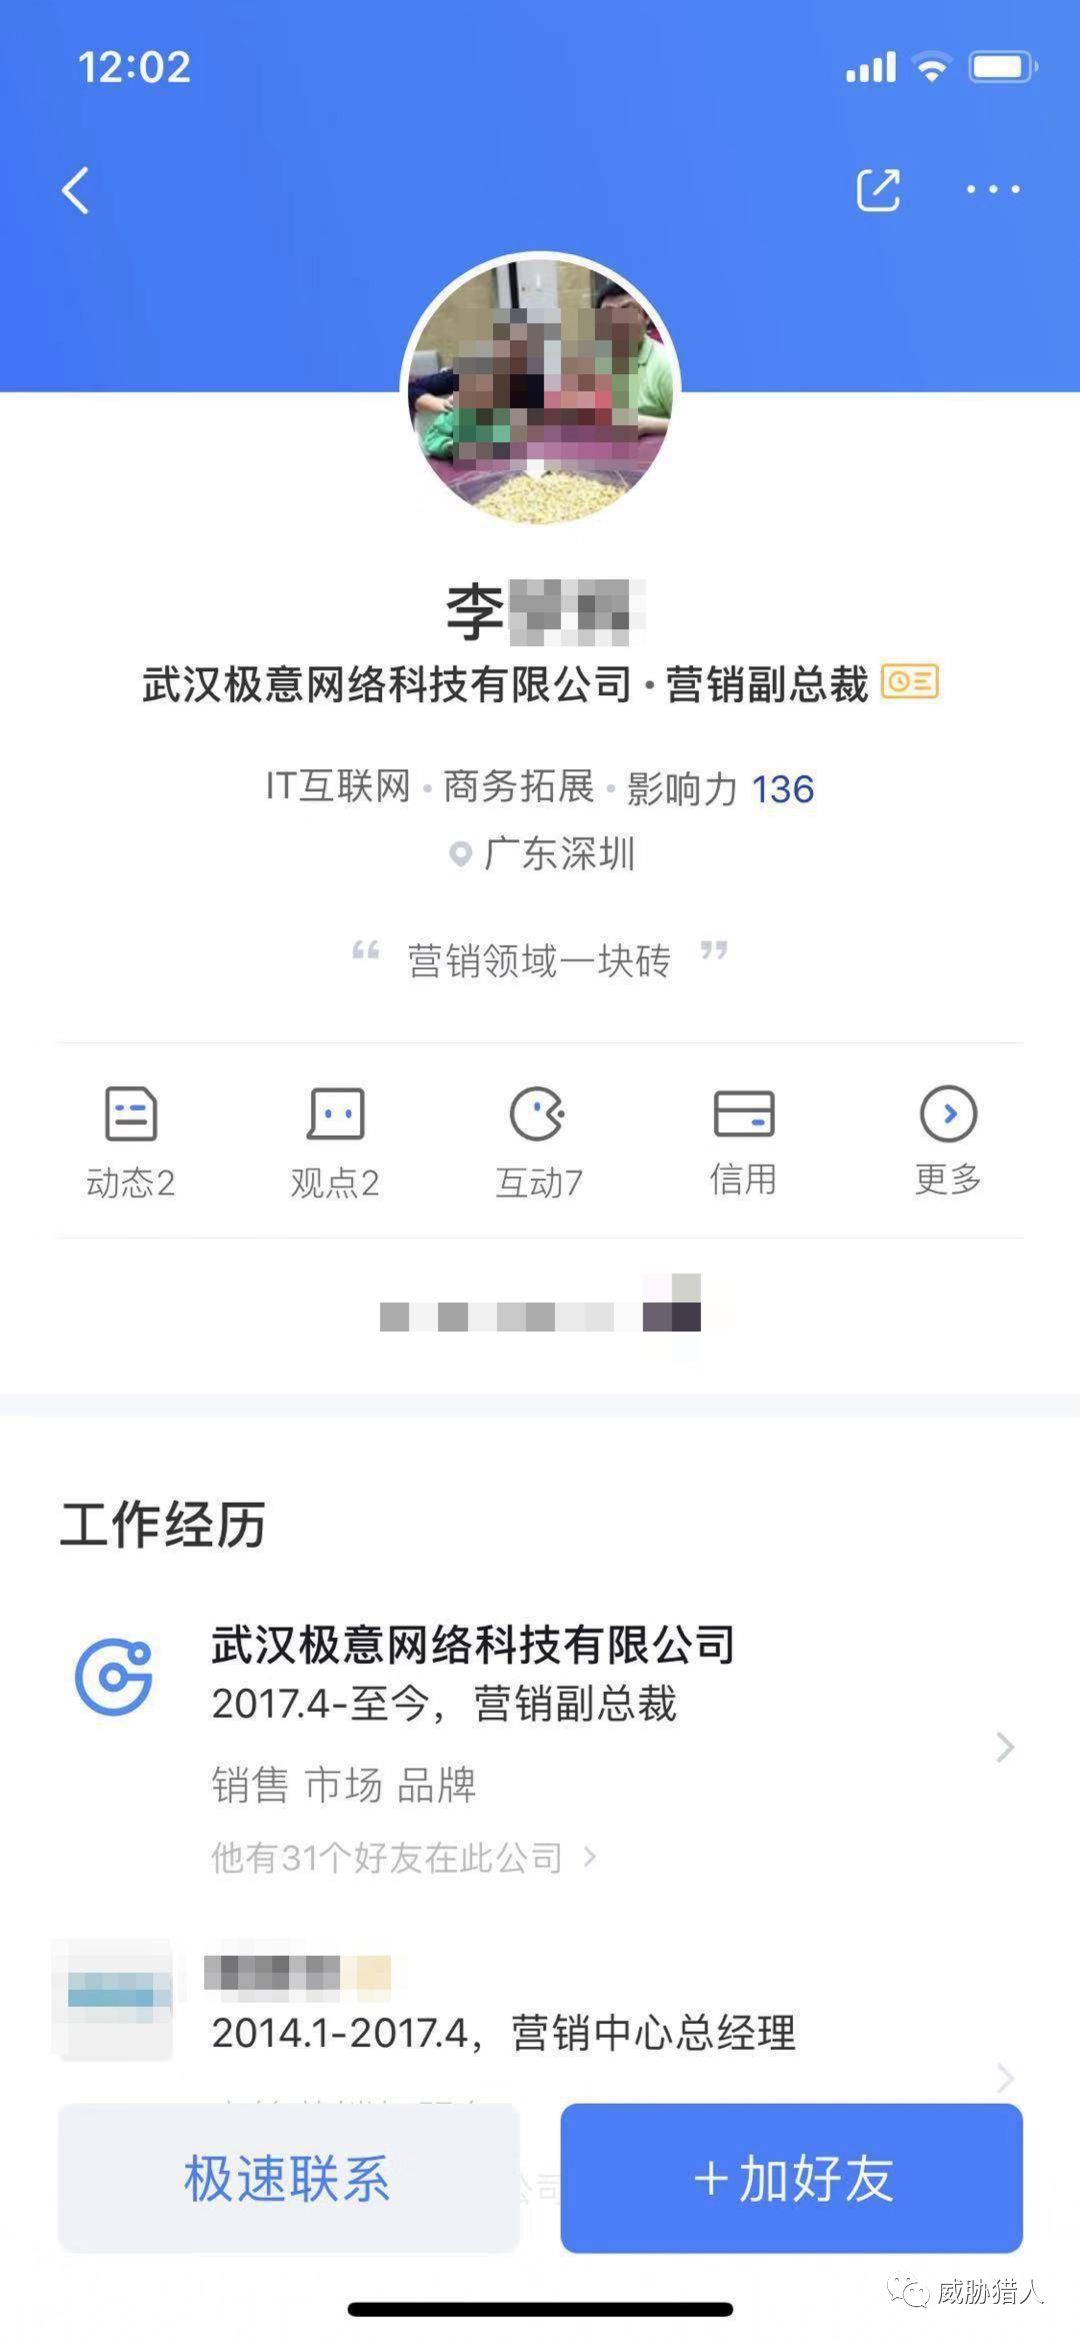 12:02
李
武汉极意网络科技有限公司·营销副总裁
IT互联网·商务拓展·影响力 136
广东深圳
“ 营销领域一块砖 ”
动态2 观点2 互动7 信用 更多
工作经历
武汉极意网络科技有限公司
2017.4-至今，营销副总裁
销售 市场 品牌
他有31个好友在此公司 >
2014.1-2017.4，营销中心总经理
极速联系 +加好友
威胁猎人